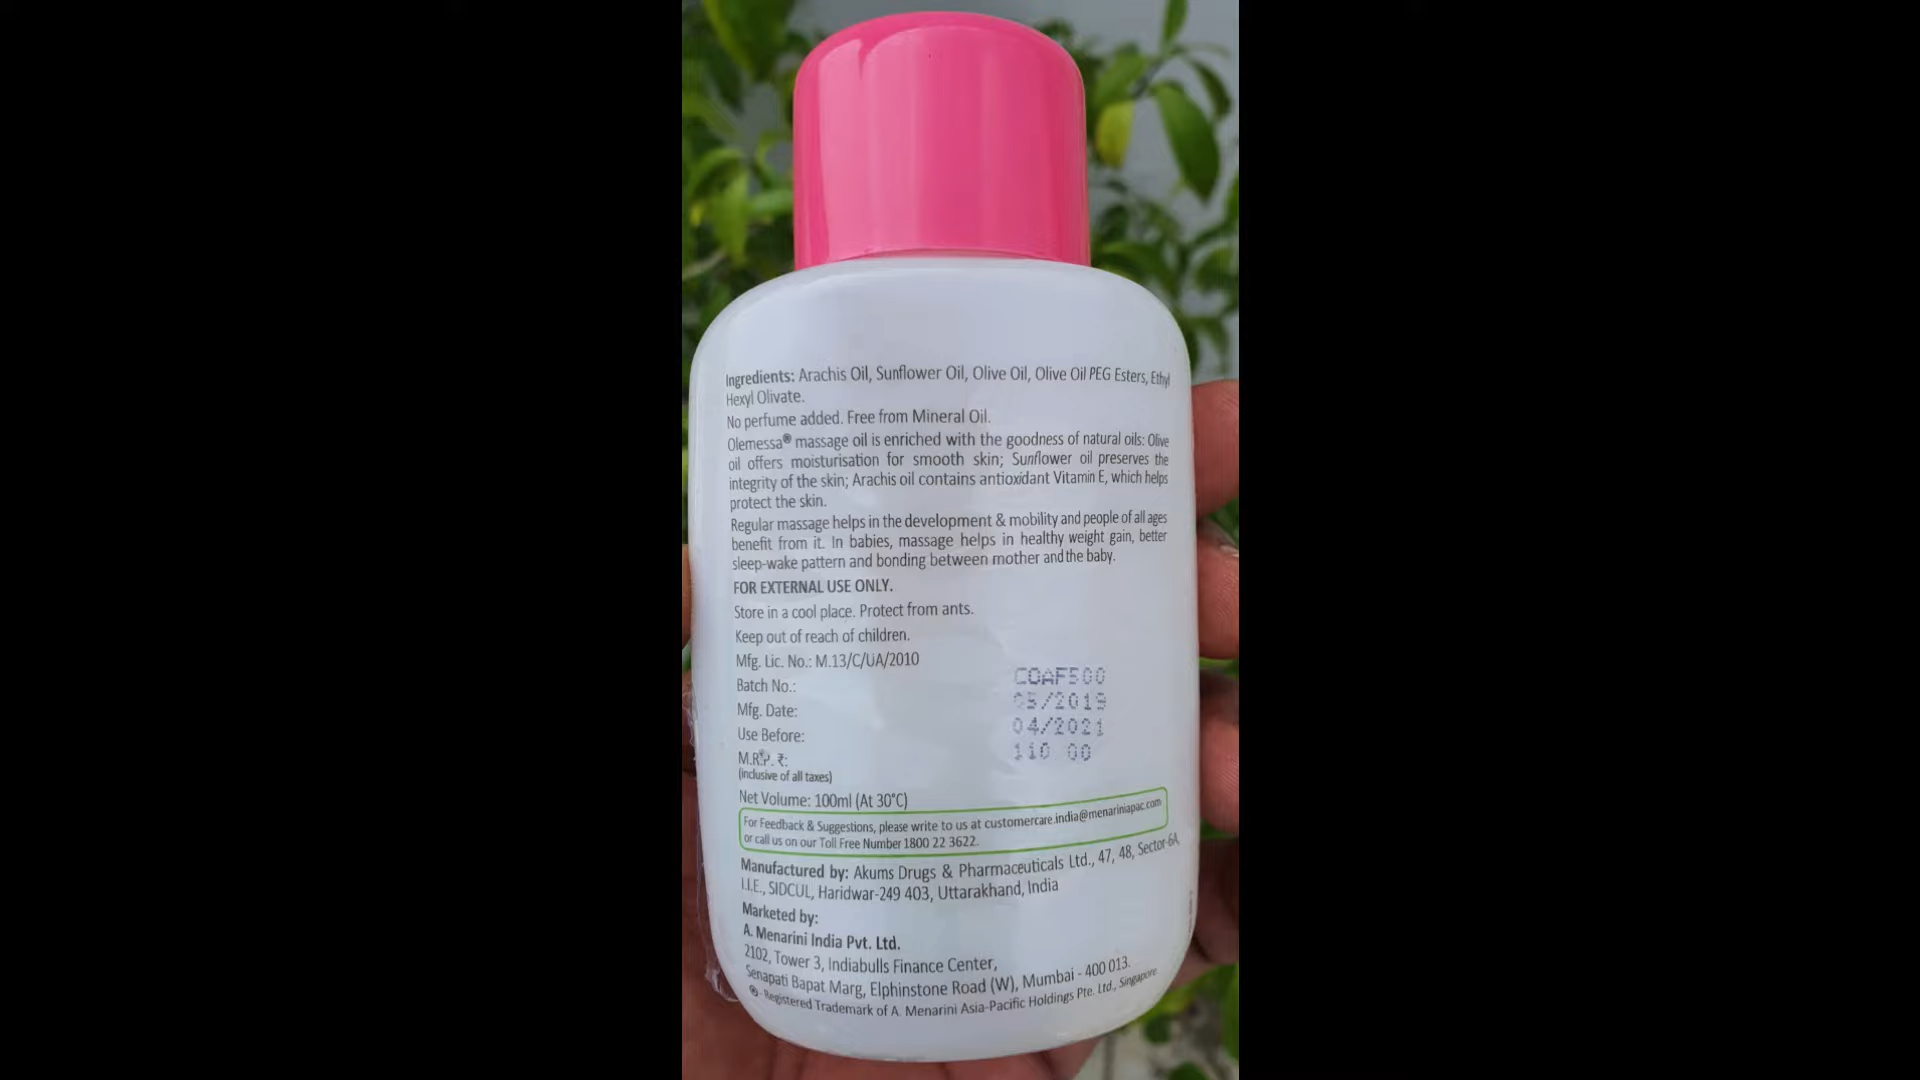 Ingredients: Arachis Oil, Sunflower Oil, Olive Oil, Olive Oil PEG Esters, Ethyl
Hexyl Olivate.
No perfume added. Free from Mineral Oil.
Olemessa® massage oil is enriched with the goodness of natural oils: Olive
oil offers moisturisation for smooth skin; Sunflower oil preserves the
integrity of the skin; Arachis oil contains antioxidant Vitamin E, which helps
protect the skin.
Regular massage helps in the development & mobility and people of all ages
benefit from it. In babies, massage helps in healthy weight gain, better
sleep-wake pattern and bonding between mother and the baby.
FOR EXTERNAL USE ONLY.
Store in a cool place. Protect from ants.
Keep out of reach of children.
Mfg. Lic. No.: M.13/C/UA/2010
Batch No.: COAF500
Mfg. Date: 05/2019
Use Before: 04/2021
M.R.P. ₹: 110 00
(inclusive of all taxes)
Net Volume: 100ml (At 30°C)
For Feedback & Suggestions, please write to us at customercare.india@menariniapac.com
or call us on our Toll Free Number 1800 22 3622.
Manufactured by: Akums Drugs & Pharmaceuticals Ltd., 47, 48, Sector-6A,
I.I.E., SIDCUL, Haridwar-249 403, Uttarakhand, India
Marketed by:
A. Menarini India Pvt. Ltd.
2102, Tower 3, Indiabulls Finance Center,
Senapati Bapat Marg, Elphinstone Road (W), Mumbai - 400 013.
® - Registered Trademark of A. Menarini Asia-Pacific Holdings Pte. Ltd., Singapore